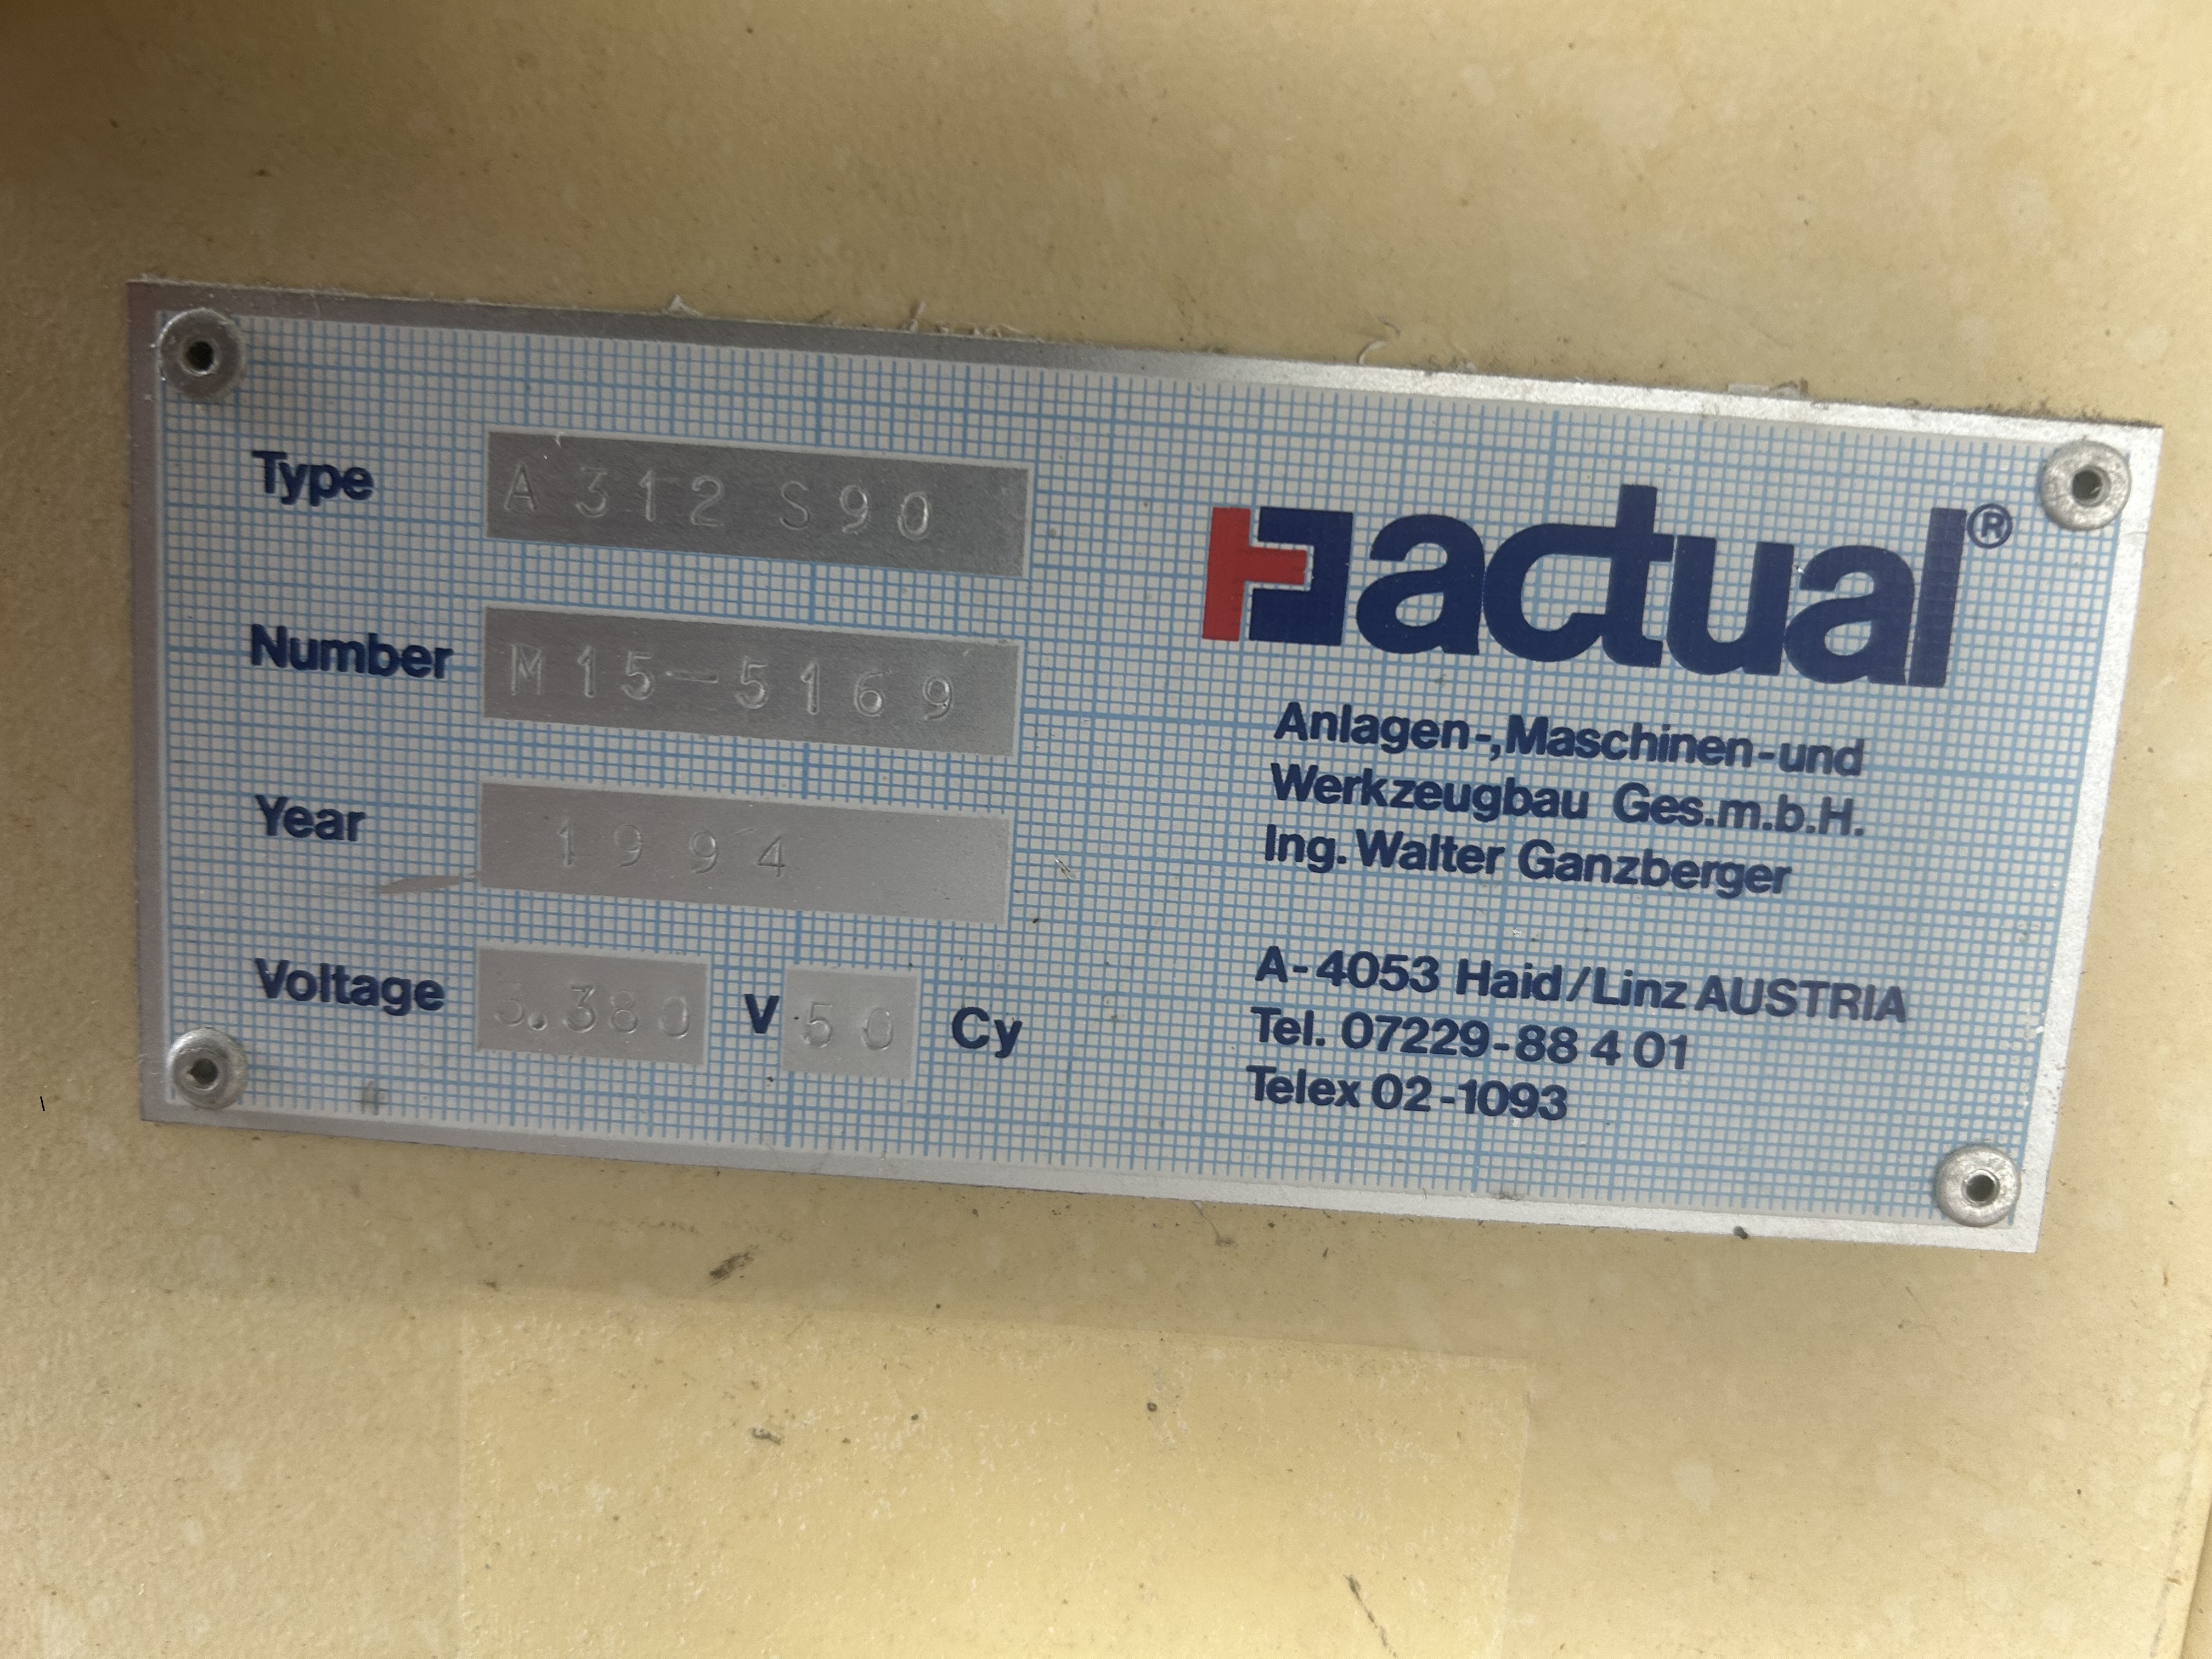 Type A 312 S90
Number M15-5169
Year 1994
Voltage 3.380 V 50 Cy
actual®
Anlagen-,Maschinen-und
Werkzeugbau Ges.m.b.H.
Ing. Walter Ganzberger
A-4053 Haid/Linz AUSTRIA
Tel. 07229-88 4 01
Telex 02-1093